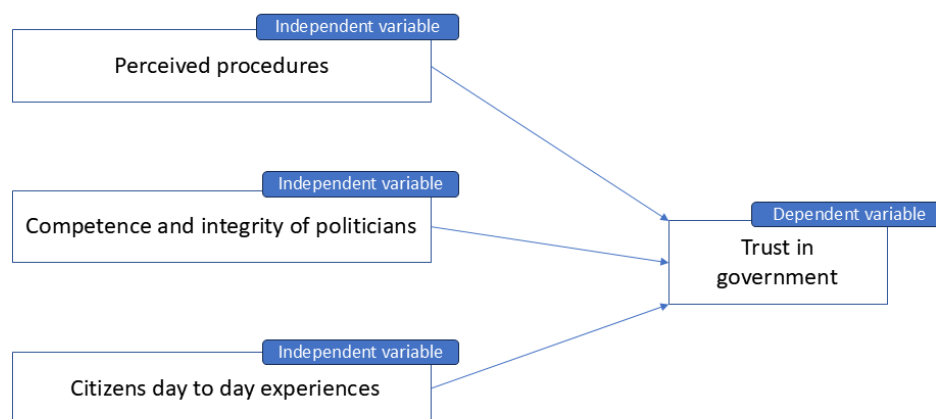 Independent variable
Perceived procedures
Independent variable
Competence and integrity of politicians
Dependent variable
Trust in
government
Independent variable
Citizens day to day experiences